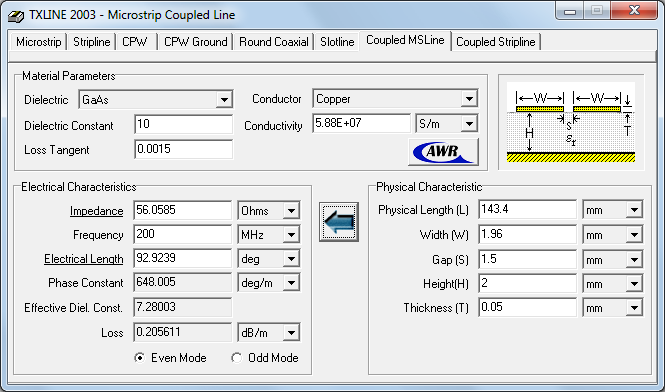 TXLINE 2003 - Microstrip Coupled Line
Microstrip Stripline CPW CPW Ground Round Coaxial Slotline Coupled MSLine Coupled Stripline
Material Parameters
Dielectric GaAs Conductor Copper
Dielectric Constant 10 Conductivity 5.88E+07 S/m
Loss Tangent 0.0015
AWR
W W
S T
H
εr
Electrical Characteristics
Impedance 56.0585 Ohms
Frequency 200 MHz
Electrical Length 92.9239 deg
Phase Constant 648.005 deg/m
Effective Diel. Const. 7.28003
Loss 0.205611 dB/m
Even Mode Odd Mode
Physical Characteristic
Physical Length (L) 143.4 mm
Width (W) 1.96 mm
Gap (S) 1.5 mm
Height(H) 2 mm
Thickness (T) 0.05 mm